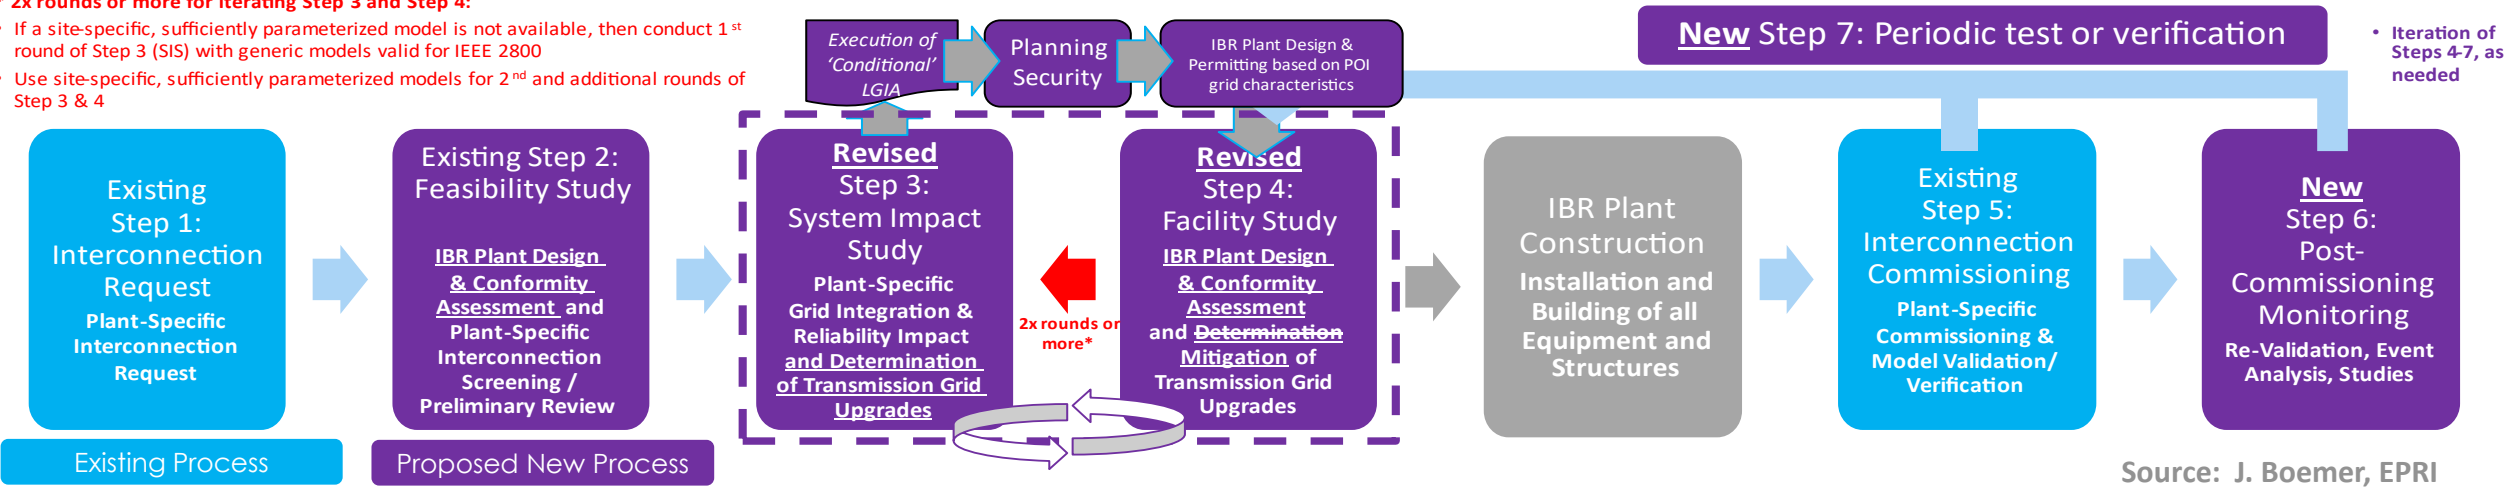 * 2x rounds or more for iterating Step 3 and Step 4:
• If a site-specific, sufficiently parameterized model is not available, then conduct 1st
round of Step 3 (SIS) with generic models valid for IEEE 2800
• Use site-specific, sufficiently parameterized models for 2nd and additional rounds of
Step 3 & 4
Execution of
‘Conditional’
LGIA
Planning
Security
IBR Plant Design &
Permitting based on POI
grid characteristics
New Step 7: Periodic test or verification
• Iteration of
Steps 4-7, as
needed
Existing
Step 1:
Interconnection
Request
Plant-Specific
Interconnection
Request
Existing Step 2:
Feasibility Study
IBR Plant Design
& Conformity
Assessment and
Plant-Specific
Interconnection
Screening /
Preliminary Review
Revised
Step 3:
System Impact
Study
Plant-Specific
Grid Integration &
Reliability Impact
and Determination
of Transmission Grid
Upgrades
2x rounds or
more*
Revised
Step 4:
Facility Study
IBR Plant Design
& Conformity
Assessment
and Determination
Mitigation of
Transmission Grid
Upgrades
IBR Plant
Construction
Installation and
Building of all
Equipment and
Structures
Existing
Step 5:
Interconnection
Commissioning
Plant-Specific
Commissioning &
Model Validation/
Verification
New
Step 6:
Post-
Commissioning
Monitoring
Re-Validation, Event
Analysis, Studies
Existing Process
Proposed New Process
Source: J. Boemer, EPRI